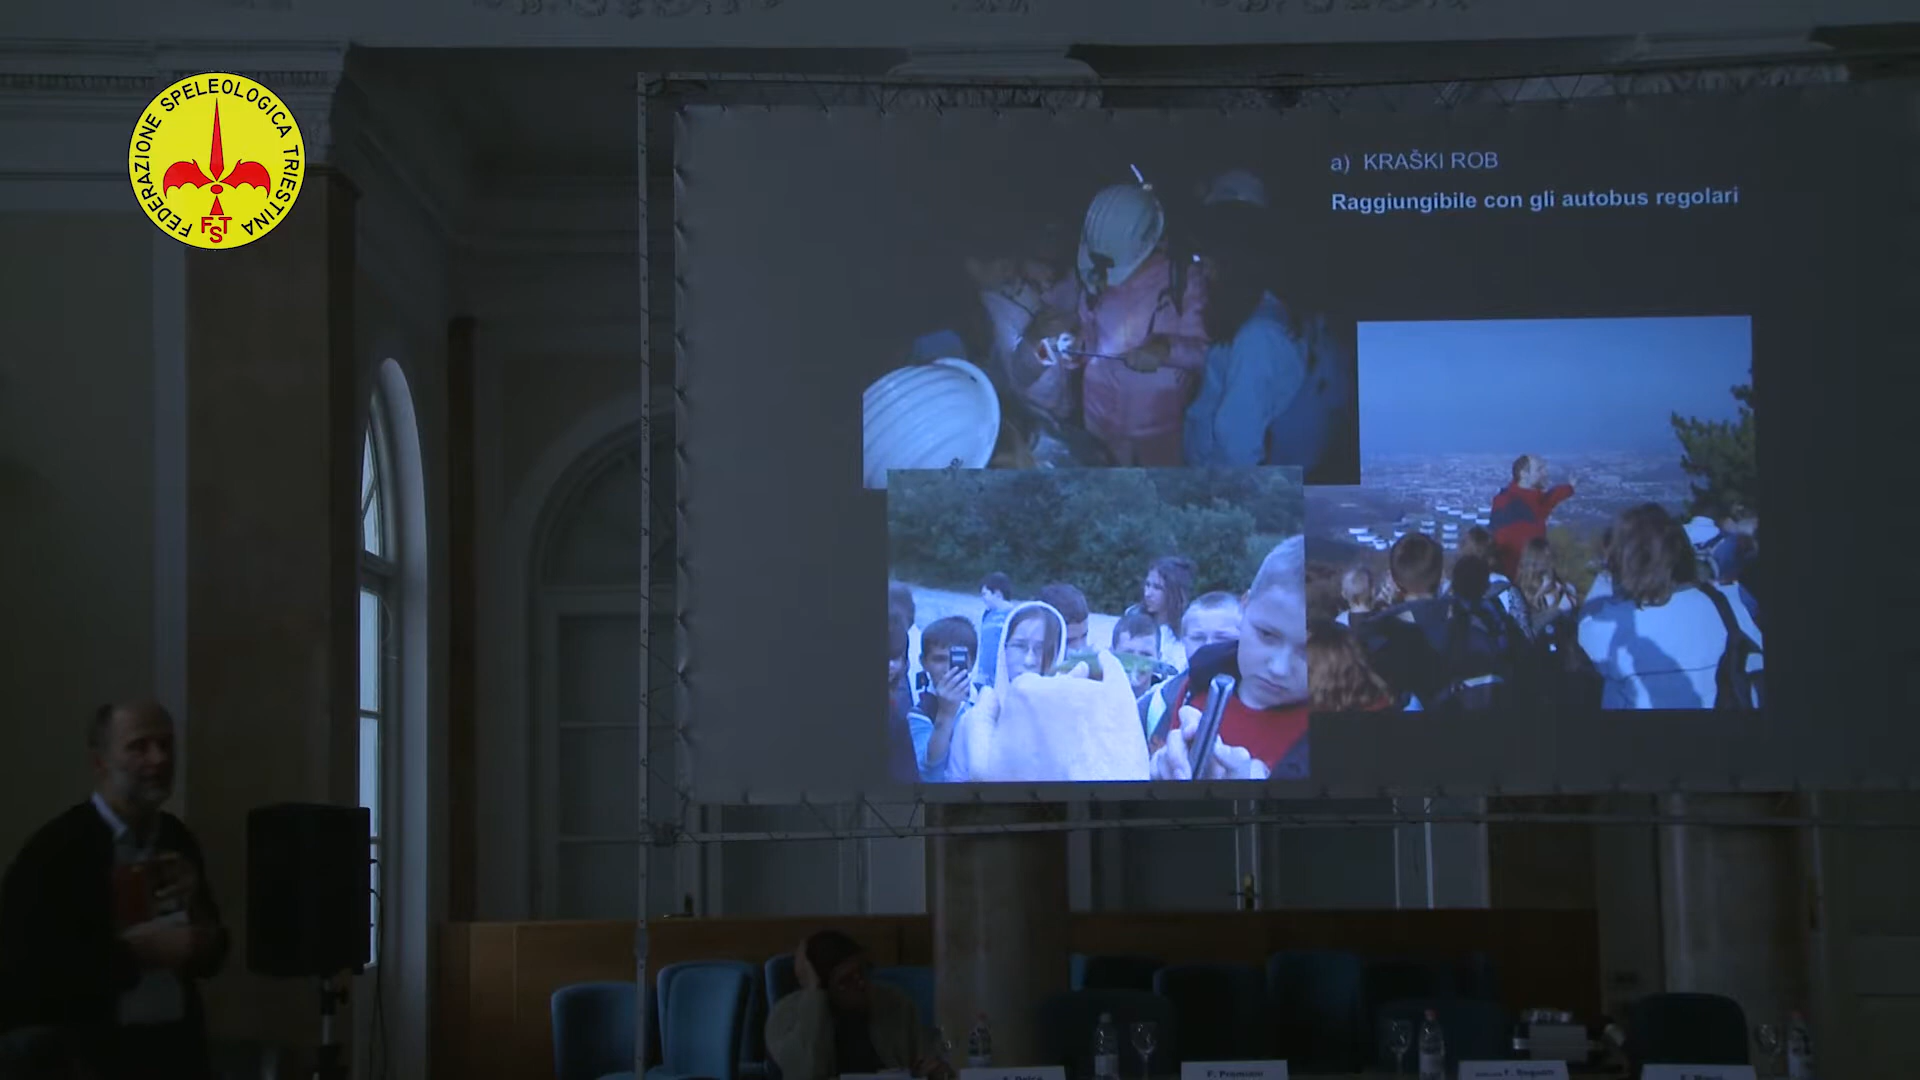 FEDERAZIONE SPELEOLOGICA TRIESTINA
FST
a) KRAŠKI ROB
Raggiungibile con gli autobus regolari